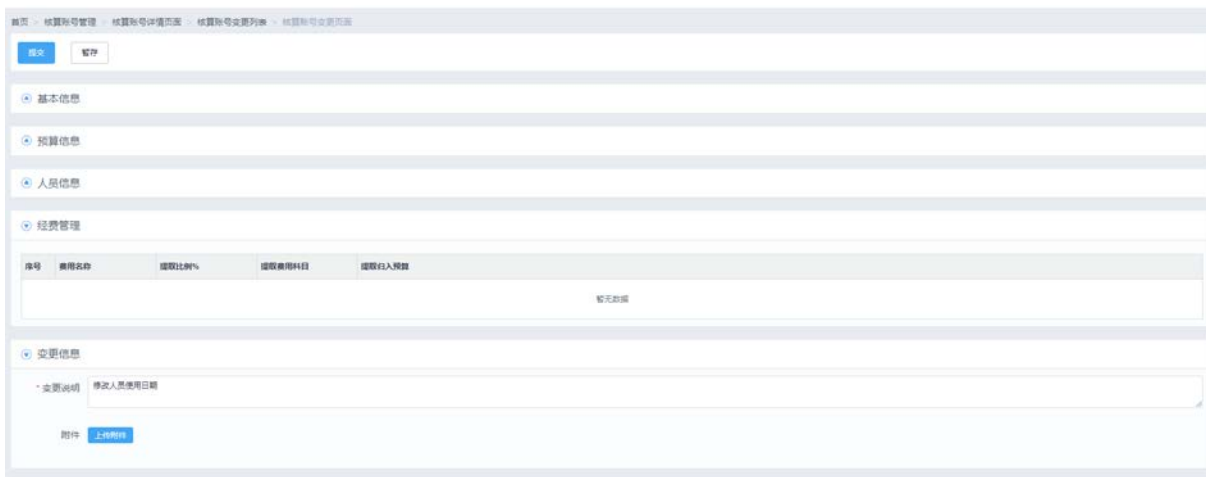 首页 > 核算账号管理 > 核算账号详情页面 > 核算账号变更列表 > 核算账号变更页面
提交 暂存
基本信息
预算信息
人员信息
经费管理
序号 费用名称 提取比例% 提取费用科目 提取归入预算
暂无数据
变更信息
* 变更说明 修改人员使用日期
附件 上传附件